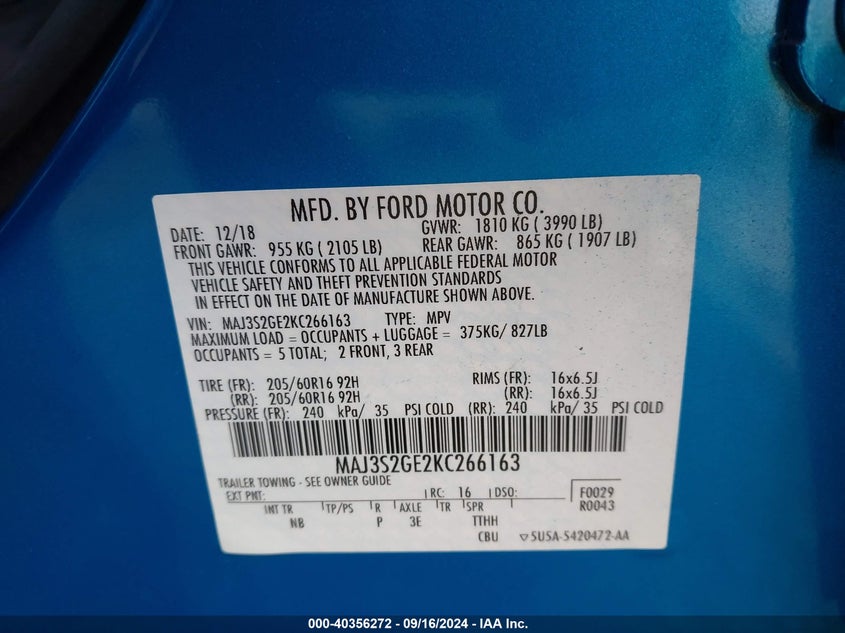 MFD. BY FORD MOTOR CO.
DATE: 12/18 GVWR: 1810 KG ( 3990 LB)
FRONT GAWR: 955 KG ( 2105 LB) REAR GAWR: 865 KG ( 1907 LB)
THIS VEHICLE CONFORMS TO ALL APPLICABLE FEDERAL MOTOR
VEHICLE SAFETY AND THEFT PREVENTION STANDARDS
IN EFFECT ON THE DATE OF MANUFACTURE SHOWN ABOVE.
VIN: MAJ3S2GE2KC266163 TYPE: MPV
MAXIMUM LOAD = OCCUPANTS + LUGGAGE = 375KG/ 827LB
OCCUPANTS = 5 TOTAL; 2 FRONT, 3 REAR
TIRE (FR): 205/60R16 92H RIMS (FR): 16x6.5J
(RR): 205/60R16 92H (RR): 16x6.5J
PRESSURE (FR): 240 kPa/ 35 PSI COLD (RR): 240 kPa/ 35 PSI COLD
MAJ3S2GE2KC266163
TRAILER TOWING - SEE OWNER GUIDE
EXT PNT: RC: 16 DSO: F0029
INT TR TP/PS R AXLE TR SPR R0043
NB P 3E TTHH
CBU ▽5U5A-5420472-AA
000-40356272 - 09/16/2024 - IAA Inc.